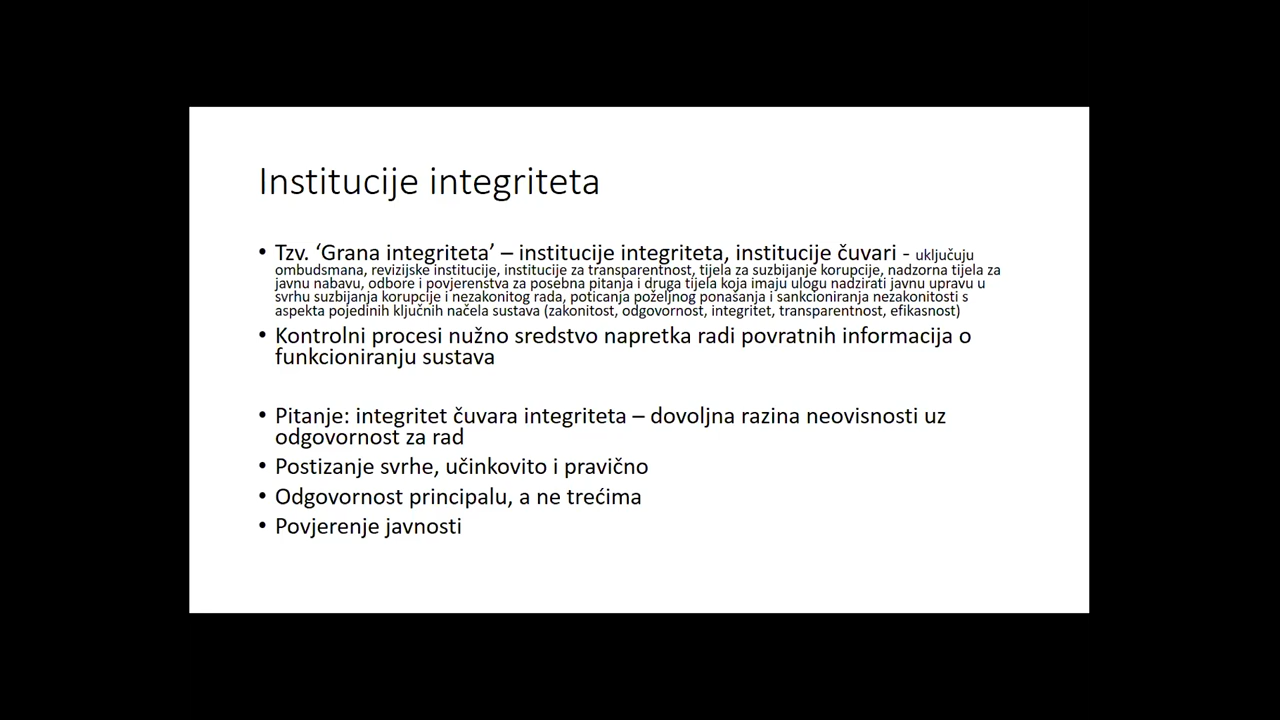 Institucije integriteta
• Tzv. ‘Grana integriteta’ – institucije integriteta, institucije čuvari - uključuju
ombudsmana, revizijske institucije, institucije za transparentnost, tijela za suzbijanje korupcije, nadzorna tijela za
javnu nabavu, odbore i povjerenstva za posebna pitanja i druga tijela koja imaju ulogu nadzirati javnu upravu u
svrhu suzbijanja korupcije i nezakonitog rada, poticanja poželjnog ponašanja i sankcioniranja nezakonitosti s
aspekta pojedinih ključnih načela sustava (zakonitost, odgovornost, integritet, transparentnost, efikasnost)
• Kontrolni procesi nužno sredstvo napretka radi povratnih informacija o
funkcioniranju sustava
• Pitanje: integritet čuvara integriteta – dovoljna razina neovisnosti uz
odgovornost za rad
• Postizanje svrhe, učinkovito i pravično
• Odgovornost principalu, a ne trećima
• Povjerenje javnosti